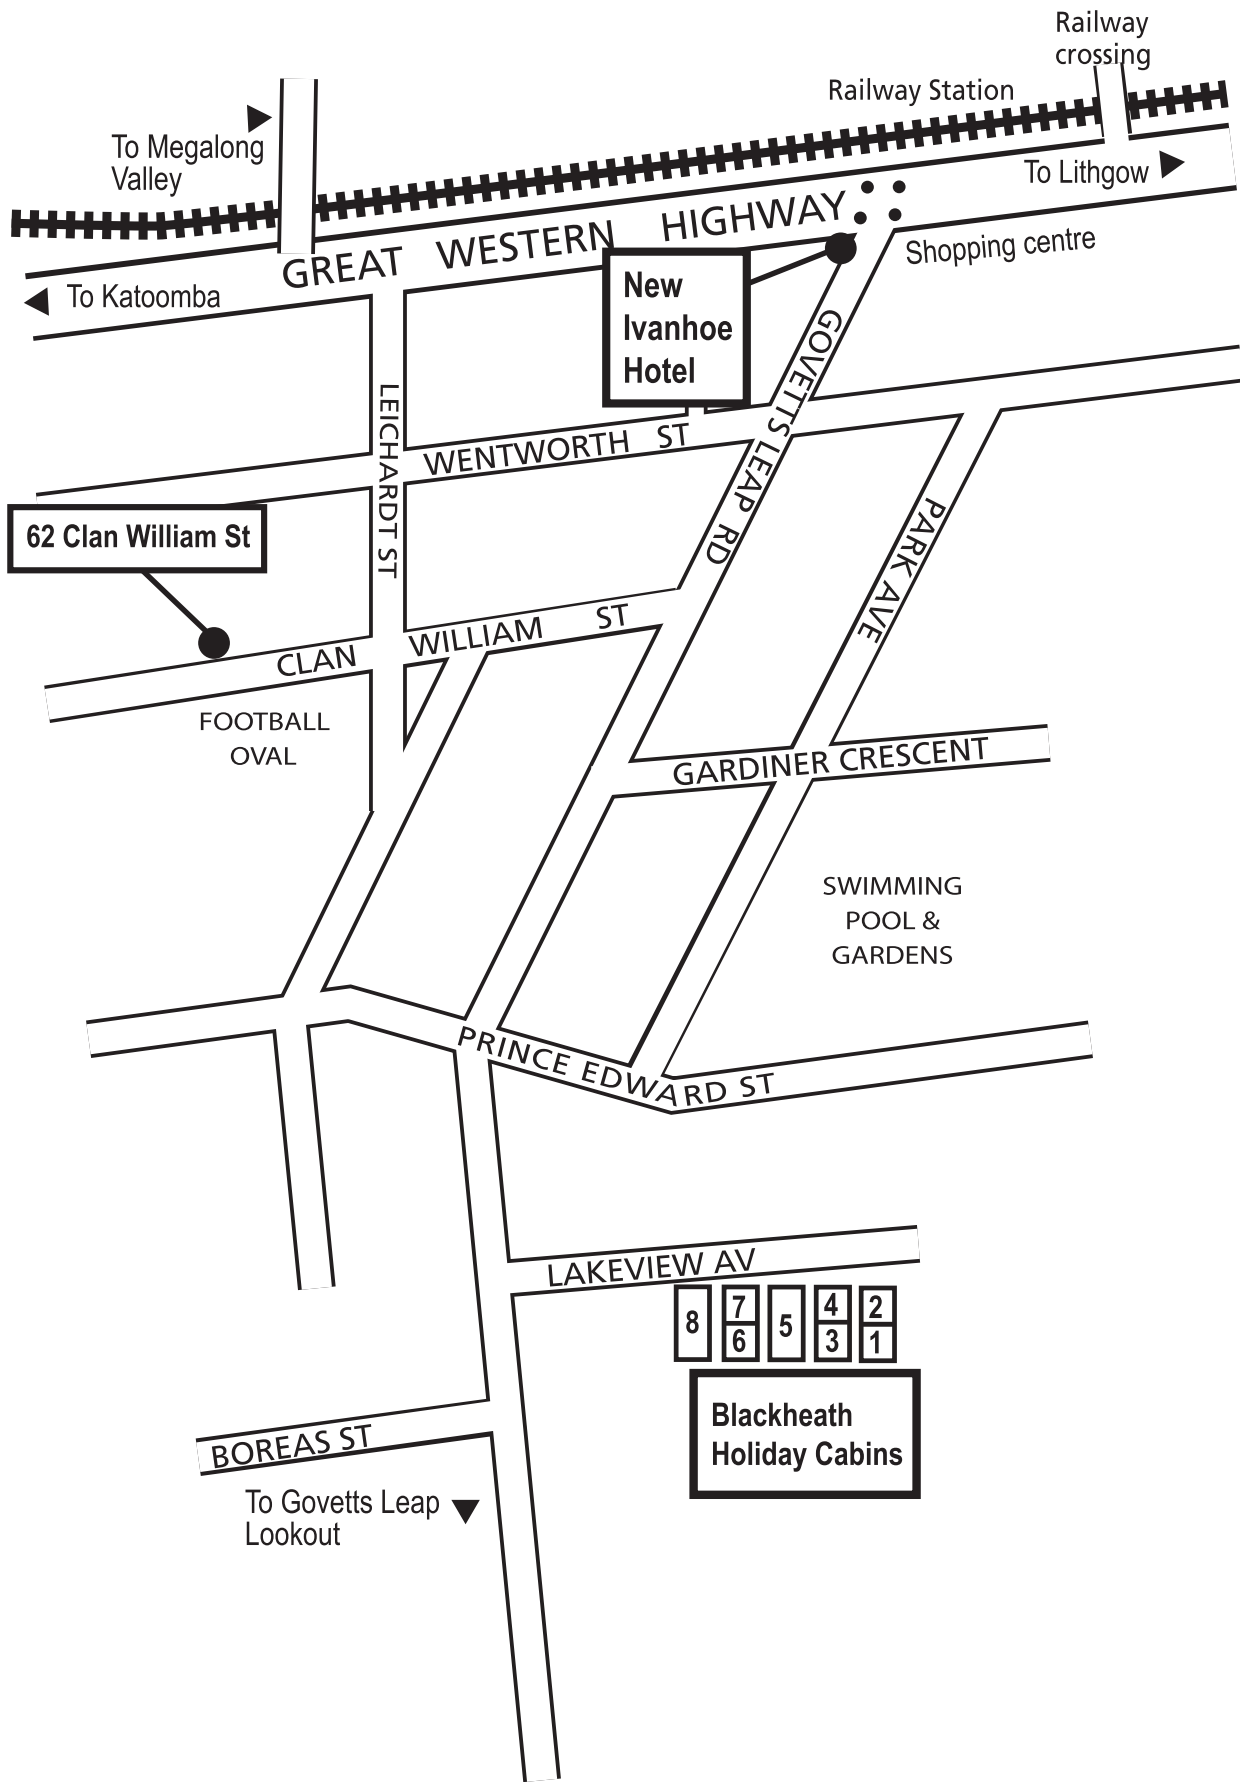 Railway
crossing
Railway Station
To Megalong
Valley
To Lithgow
GREAT WESTERN HIGHWAY
Shopping centre
To Katoomba
New
Ivanhoe
Hotel
GOVETTS LEAP RD
LEICHARDT ST
WENTWORTH ST
PARK AVE
62 Clan William St
CLAN WILLIAM ST
FOOTBALL
OVAL
GARDINER CRESCENT
SWIMMING
POOL &
GARDENS
PRINCE EDWARD ST
LAKEVIEW AV
8 7 5 4 2
6 3 1
Blackheath
Holiday Cabins
BOREAS ST
To Govetts Leap
Lookout